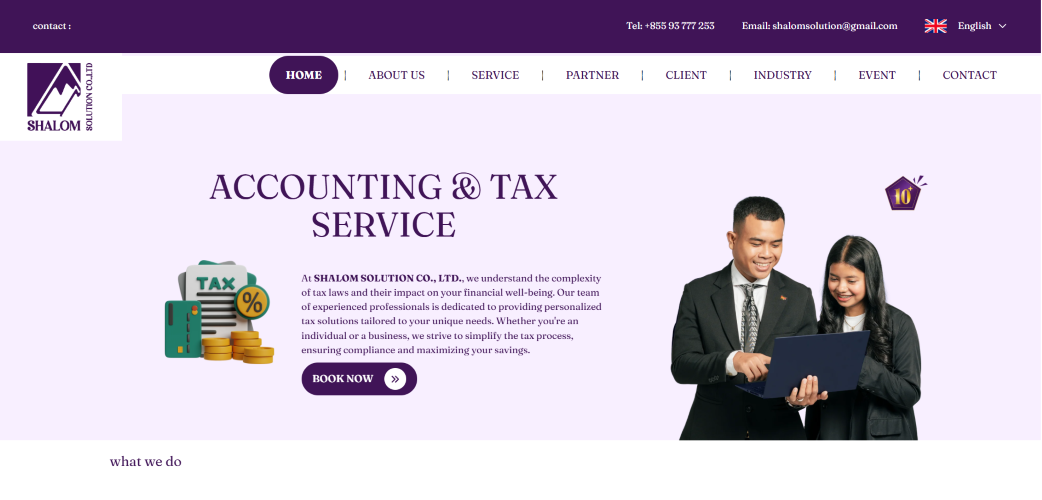 contact :
Tel: +855 93 777 253
Email: shalomsolution@gmail.com
English
SHALOM
SOLUTION CO.,LTD
HOME
ABOUT US
SERVICE
PARTNER
CLIENT
INDUSTRY
EVENT
CONTACT
ACCOUNTING & TAX
SERVICE
10+
TAX
%
At SHALOM SOLUTION CO., LTD., we understand the complexity
of tax laws and their impact on your financial well-being. Our team
of experienced professionals is dedicated to providing personalized
tax solutions tailored to your unique needs. Whether you're an
individual or a business, we strive to simplify the tax process,
ensuring compliance and maximizing your savings.
BOOK NOW
what we do